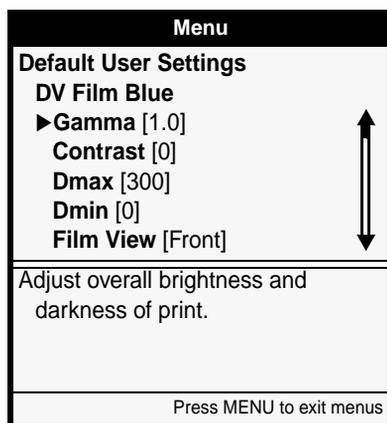 Menu
Default User Settings
DV Film Blue
▶Gamma [1.0]
Contrast [0]
Dmax [300]
Dmin [0]
Film View [Front]
Adjust overall brightness and
darkness of print.
Press MENU to exit menus